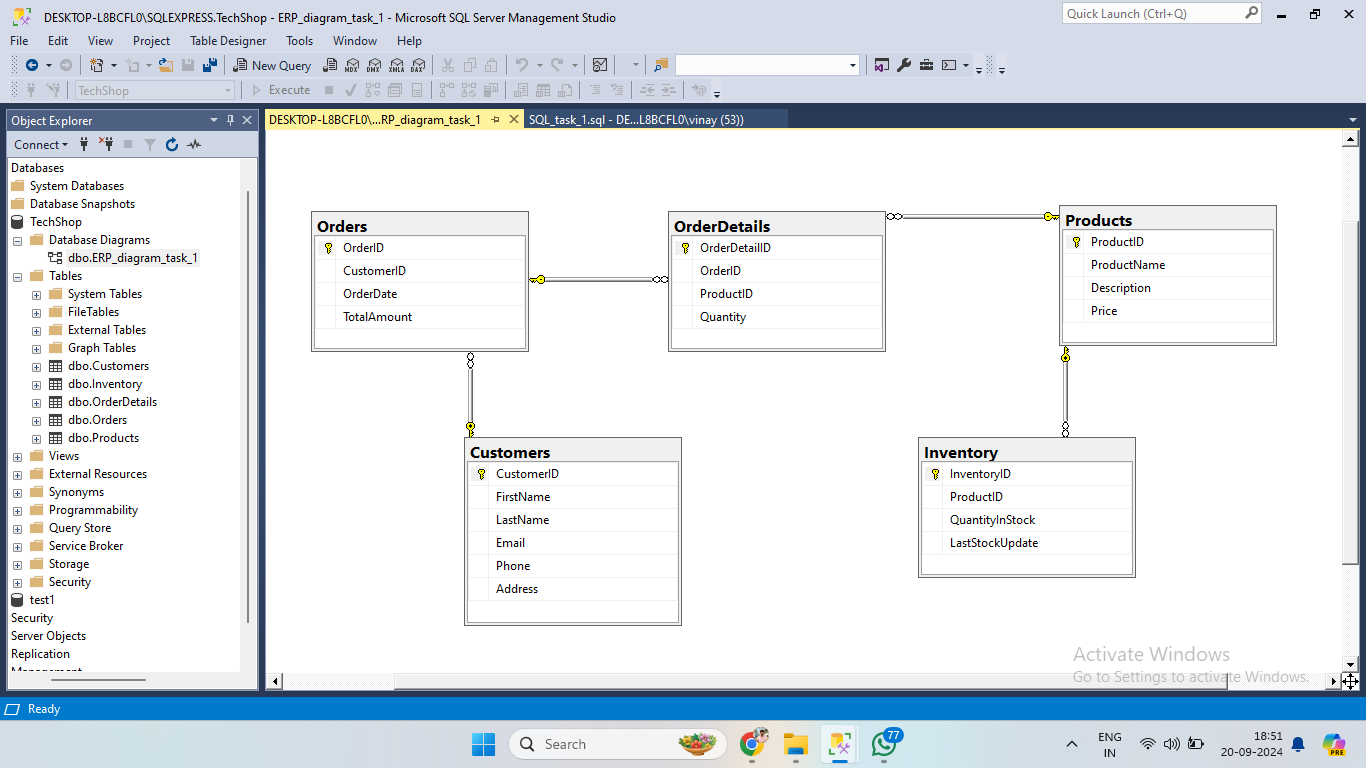 DESKTOP-L8BCFL0\SQLEXPRESS.TechShop - ERP_diagram_task_1 - Microsoft SQL Server Management Studio
Quick Launch (Ctrl+Q)
File Edit View Project Table Designer Tools Window Help
New Query MDX DMX XMLA DAX
TechShop Execute
Object Explorer
DESKTOP-L8BCFL0\...RP_diagram_task_1
SQL_task_1.sql - DE...L8BCFL0\vinay (53))
Connect
Databases
System Databases
Database Snapshots
TechShop
Database Diagrams
dbo.ERP_diagram_task_1
Tables
System Tables
FileTables
External Tables
Graph Tables
dbo.Customers
dbo.Inventory
dbo.OrderDetails
dbo.Orders
dbo.Products
Views
External Resources
Synonyms
Programmability
Query Store
Service Broker
Storage
Security
test1
Security
Server Objects
Replication
Management
Orders
OrderID
CustomerID
OrderDate
TotalAmount
OrderDetails
OrderDetailID
OrderID
ProductID
Quantity
Products
ProductID
ProductName
Description
Price
Customers
CustomerID
FirstName
LastName
Email
Phone
Address
Inventory
InventoryID
ProductID
QuantityInStock
LastStockUpdate
Activate Windows
Go to Settings to activate Windows.
Ready
Search
77
ENG
IN
18:51
20-09-2024
PRE